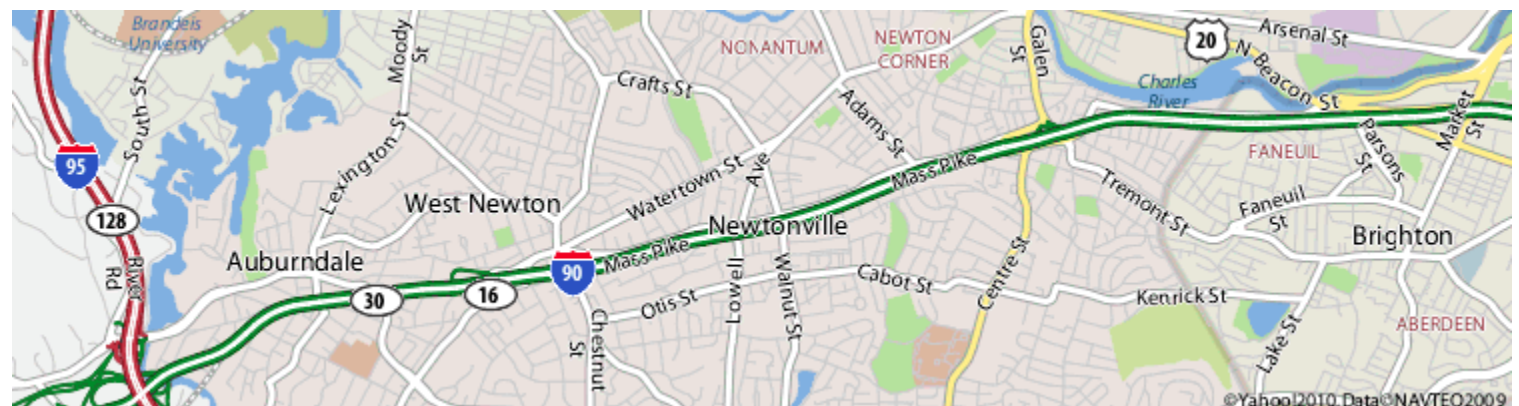 Brandeis
University
Moody
St
NONANTUM
NEWTON
CORNER
Galen
St
20
Arsenal St
N Beacon St
Charles
River
Crafts St
Adams St
Market
St
95
South St
Lexington St
Parsons
St
FANEUIL
Mass Pike
Watertown St
Ave
128
West Newton
Tremont St
Faneuil
St
Newtonville
Brighton
Auburndale
Mass Pike
90
River
Rd
30
16
Otis St
Lowell
Walnut St
Cabot St
Centre St
Kenrick St
Chestnut
St
Lake St
ABERDEEN
©Yahoo!2010 Data©NAVTEQ2009